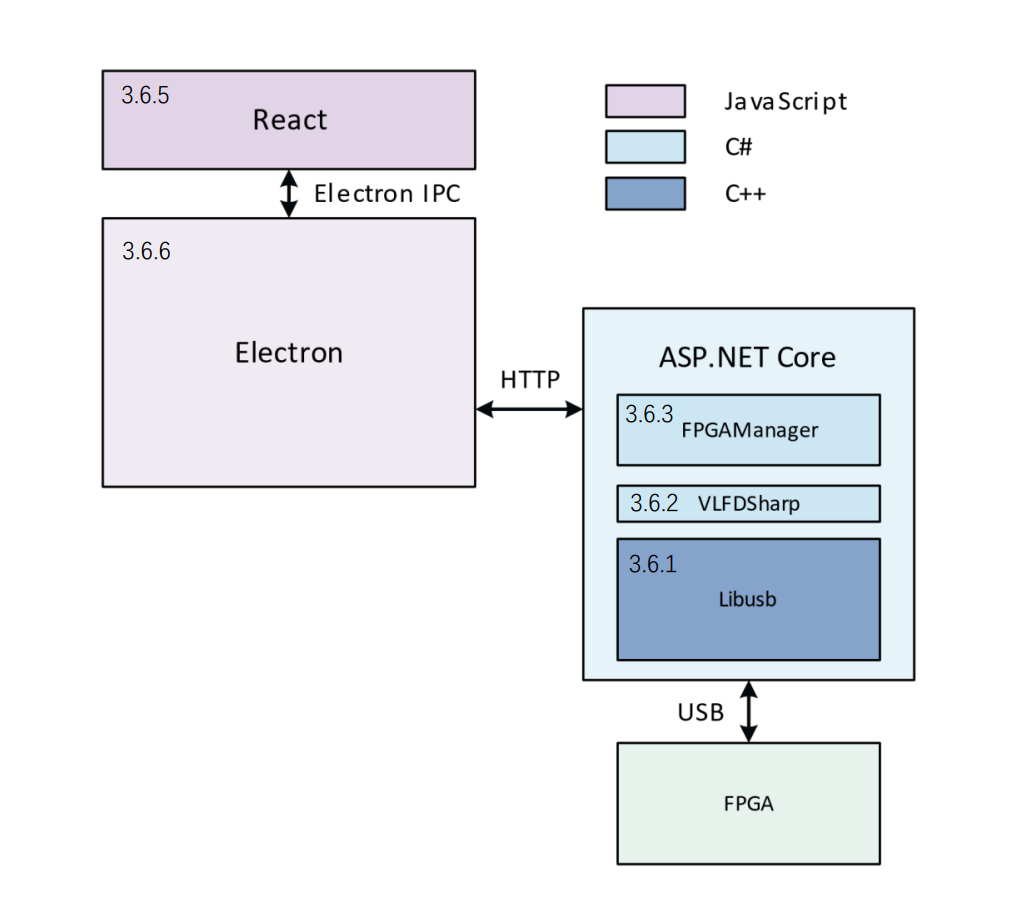 3.6.5
React
Electron IPC
3.6.6
Electron
JavaScript
C#
C++
HTTP
ASP.NET Core
3.6.3
FPGAManager
3.6.2 VLFDSharp
3.6.1
Libusb
USB
FPGA